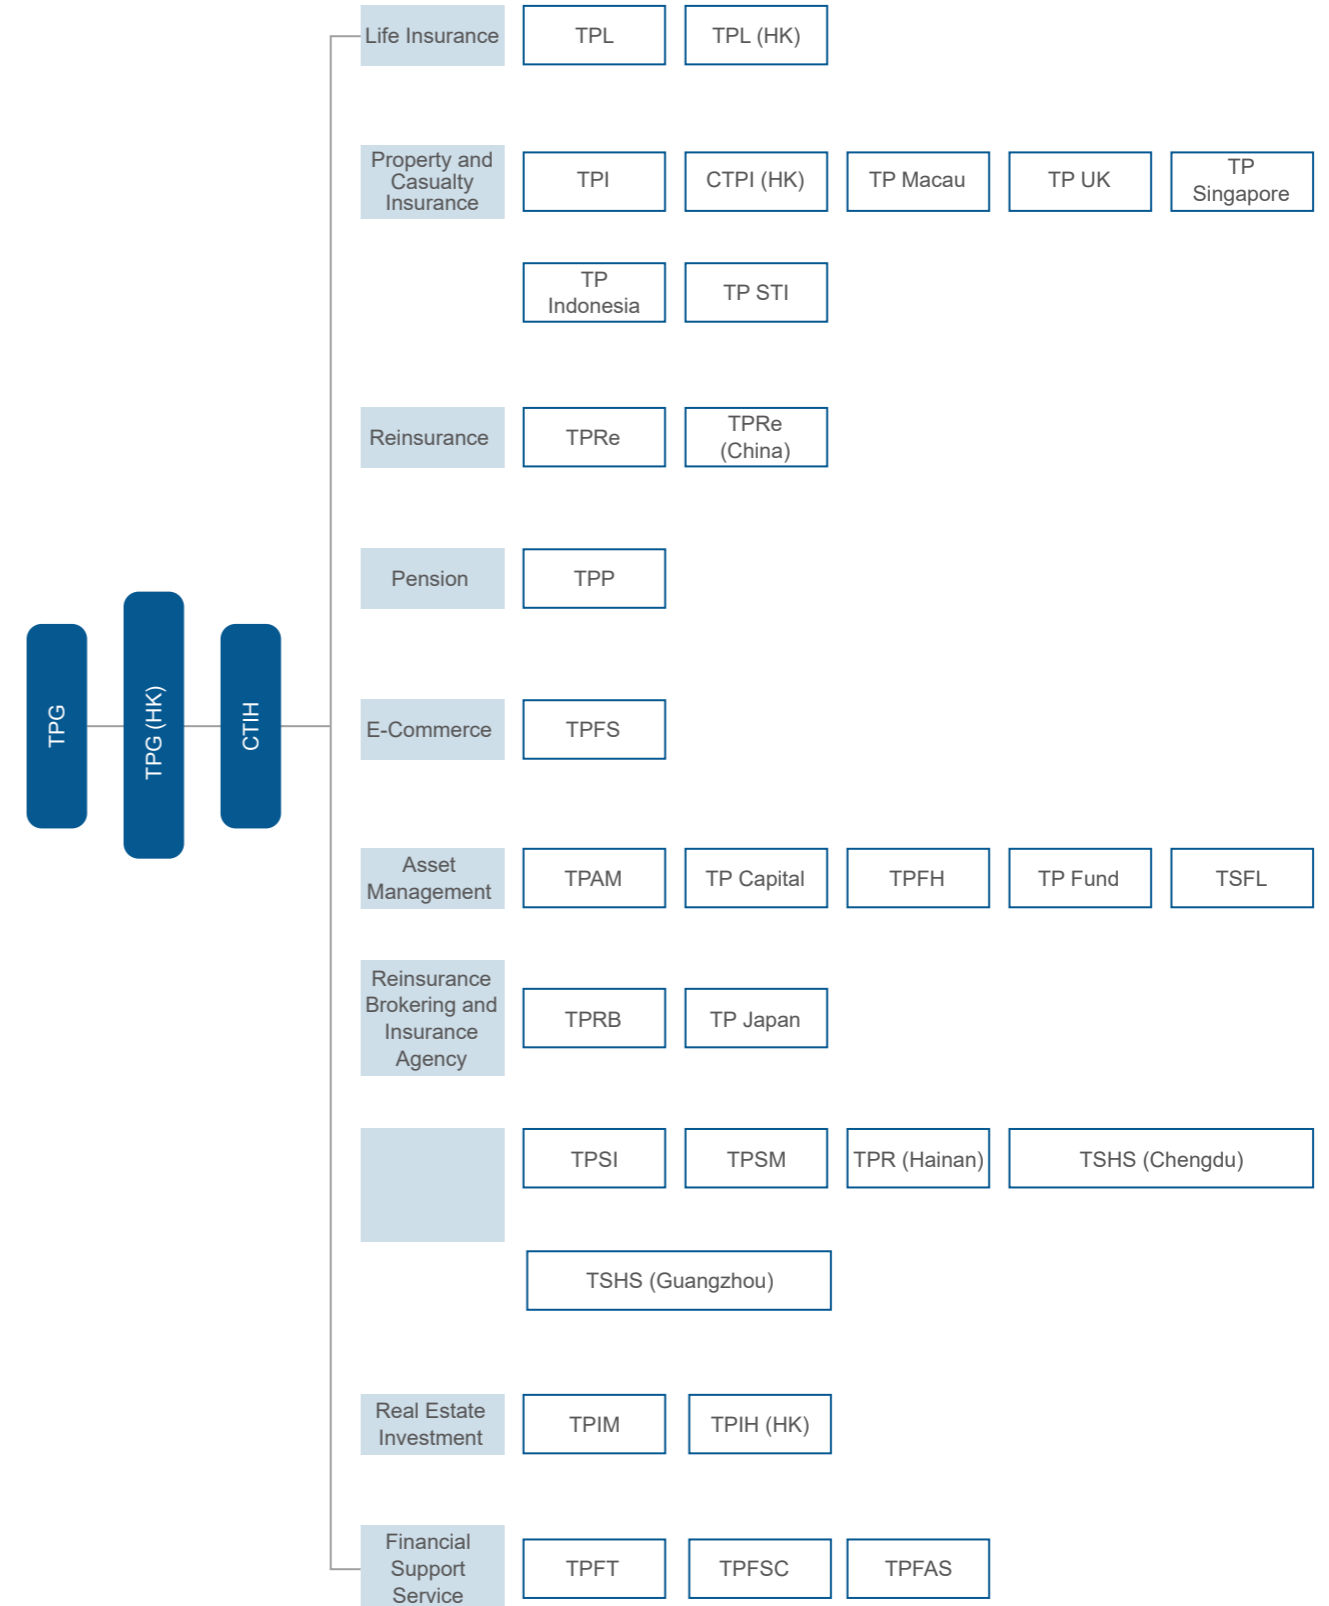 Life Insurance
TPL
TPL (HK)
Property and
Casualty
Insurance
TPI
CTPI (HK)
TP Macau
TP UK
TP
Singapore
TP
Indonesia
TP STI
Reinsurance
TPRe
TPRe
(China)
Pension
TPP
TPG
TPG (HK)
CTIH
E-Commerce
TPFS
Asset
Management
TPAM
TP Capital
TPFH
TP Fund
TSFL
Reinsurance
Brokering and
Insurance
Agency
TPRB
TP Japan
TPSI
TPSM
TPR (Hainan)
TSHS (Chengdu)
TSHS (Guangzhou)
Real Estate
Investment
TPIM
TPIH (HK)
Financial
Support
Service
TPFT
TPFSC
TPFAS